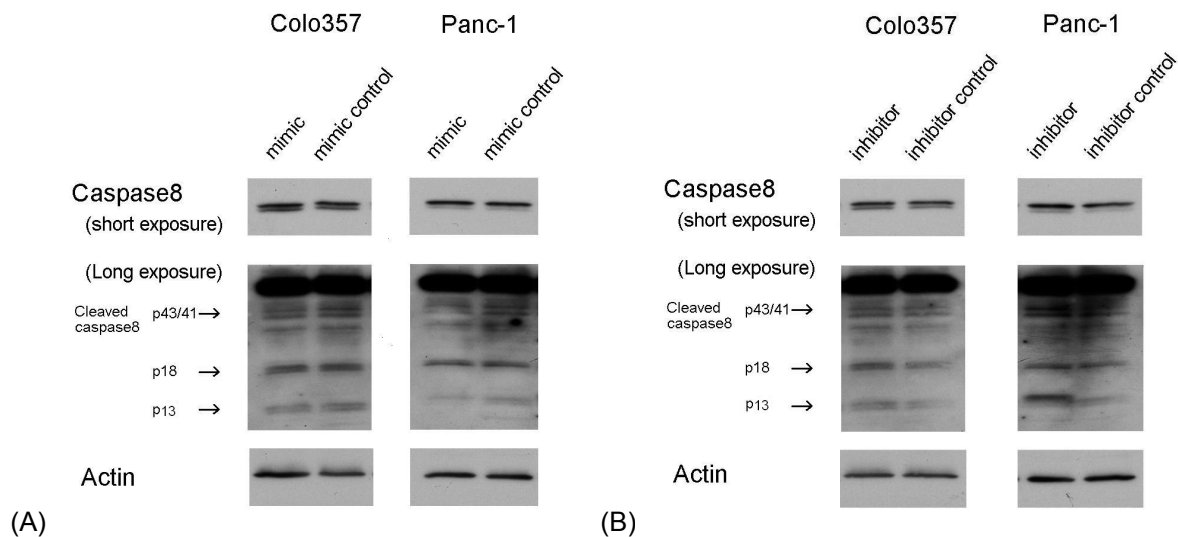 Colo357 Panc-1
mimic mimic control mimic mimic control
Caspase8
(short exposure)
(Long exposure)
Cleaved caspase8 p43/41→
p18 →
p13 →
Actin
(A)
Colo357 Panc-1
inhibitor inhibitor control inhibitor inhibitor control
Caspase8
(short exposure)
(Long exposure)
Cleaved caspase8 p43/41→
p18 →
p13 →
Actin
(B)